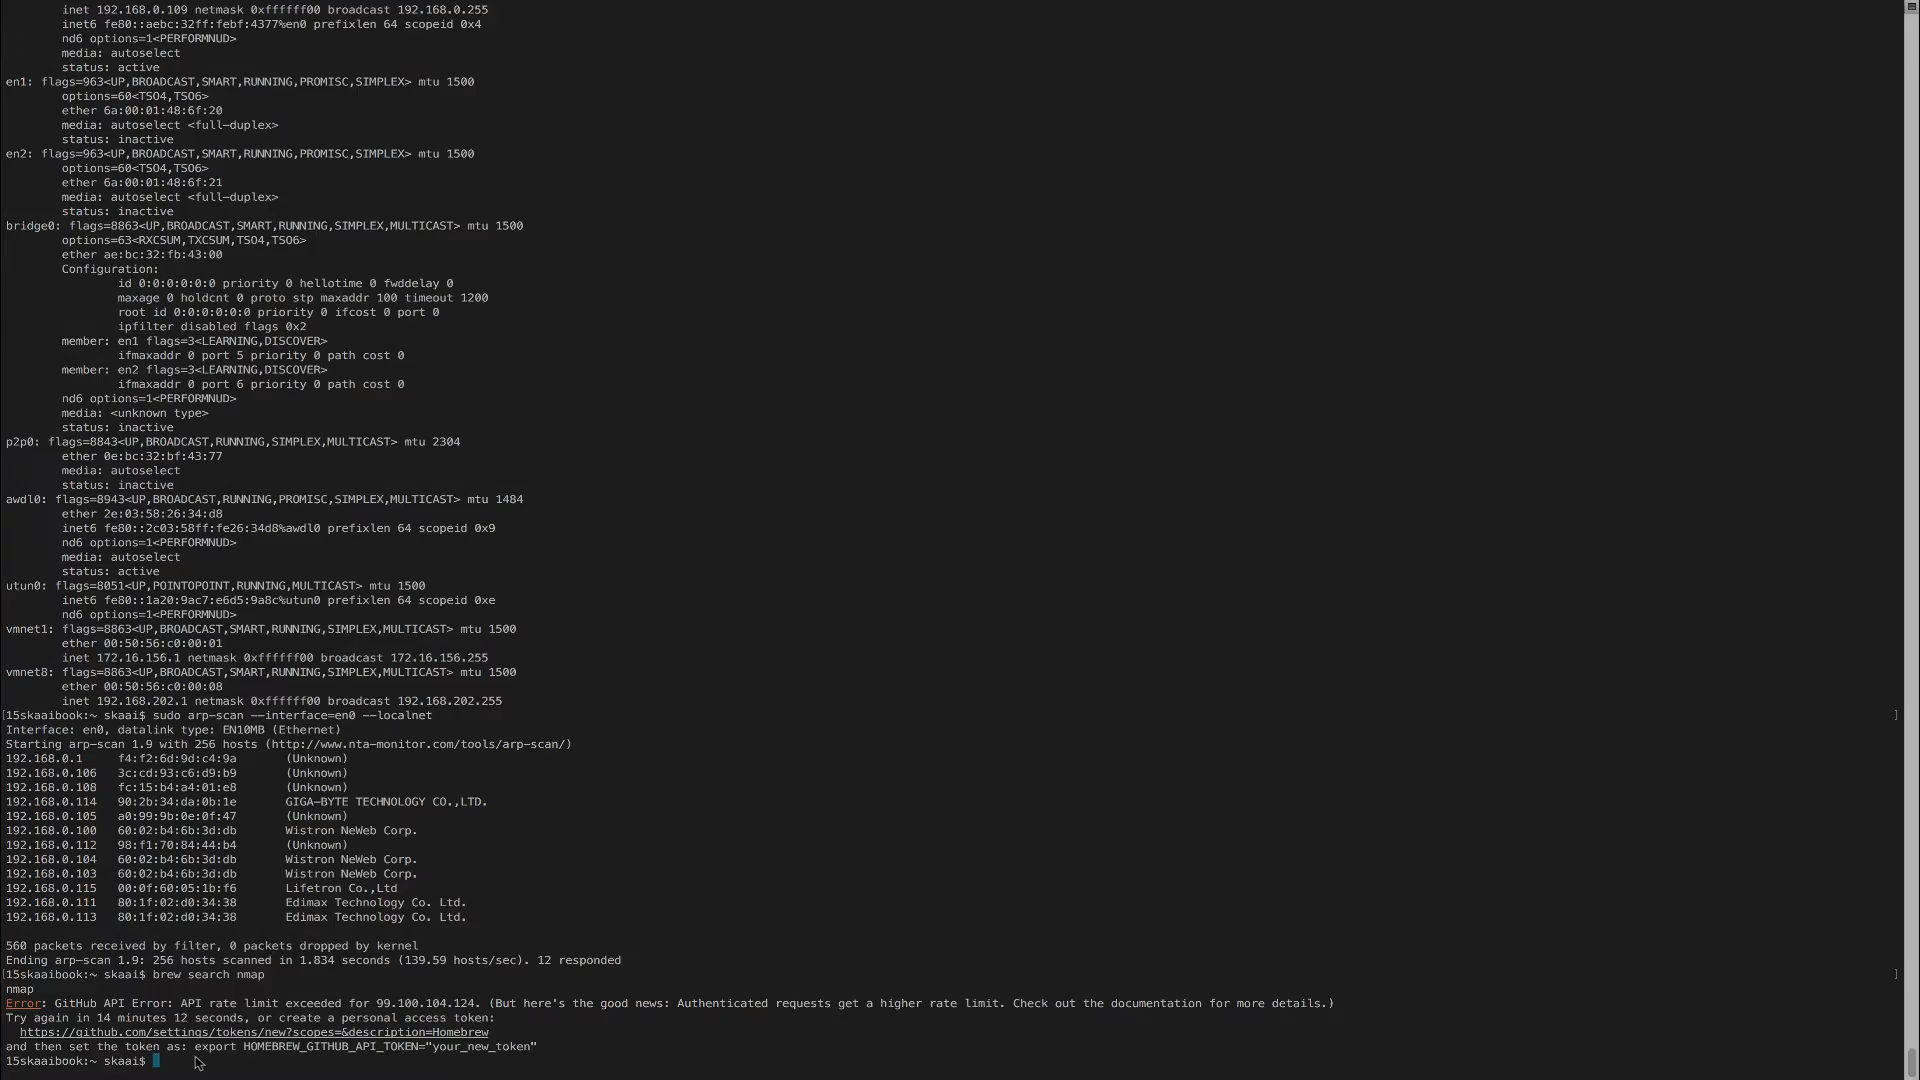 inet 192.168.0.109 netmask 0xffffff00 broadcast 192.168.0.255
inet6 fe80::aebc:32ff:febf:4377%en0 prefixlen 64 scopeid 0x4
nd6 options=1<PERFORMNUD>
media: autoselect
status: active
en1: flags=963<UP,BROADCAST,SMART,RUNNING,PROMISC,SIMPLEX> mtu 1500
options=60<TSO4,TSO6>
ether 6a:00:01:48:6f:20
media: autoselect <full-duplex>
status: inactive
en2: flags=963<UP,BROADCAST,SMART,RUNNING,PROMISC,SIMPLEX> mtu 1500
options=60<TSO4,TSO6>
ether 6a:00:01:48:6f:21
media: autoselect <full-duplex>
status: inactive
bridge0: flags=8863<UP,BROADCAST,SMART,RUNNING,SIMPLEX,MULTICAST> mtu 1500
options=63<RXCSUM,TXCSUM,TSO4,TSO6>
ether ae:bc:32:fb:43:00
Configuration:
id 0:0:0:0:0:0 priority 0 hellotime 0 fwddelay 0
maxage 0 holdcnt 0 proto stp maxaddr 100 timeout 1200
root id 0:0:0:0:0:0 priority 0 ifcost 0 port 0
ipfilter disabled flags 0x2
member: en1 flags=3<LEARNING,DISCOVER>
ifmaxaddr 0 port 5 priority 0 path cost 0
member: en2 flags=3<LEARNING,DISCOVER>
ifmaxaddr 0 port 6 priority 0 path cost 0
nd6 options=1<PERFORMNUD>
media: <unknown type>
status: inactive
p2p0: flags=8843<UP,BROADCAST,RUNNING,SIMPLEX,MULTICAST> mtu 2304
ether 0e:bc:32:bf:43:77
media: autoselect
status: inactive
awdl0: flags=8943<UP,BROADCAST,RUNNING,PROMISC,SIMPLEX,MULTICAST> mtu 1484
ether 2e:03:58:26:34:d8
inet6 fe80::2c03:58ff:fe26:34d8%awdl0 prefixlen 64 scopeid 0x9
nd6 options=1<PERFORMNUD>
media: autoselect
status: active
utun0: flags=8051<UP,POINTOPOINT,RUNNING,MULTICAST> mtu 1500
inet6 fe80::1a20:9ac7:e6d5:9a8c%utun0 prefixlen 64 scopeid 0xe
nd6 options=1<PERFORMNUD>
vmnet1: flags=8863<UP,BROADCAST,SMART,RUNNING,SIMPLEX,MULTICAST> mtu 1500
ether 00:50:56:c0:00:01
inet 172.16.156.1 netmask 0xffffff00 broadcast 172.16.156.255
vmnet8: flags=8863<UP,BROADCAST,SMART,RUNNING,SIMPLEX,MULTICAST> mtu 1500
ether 00:50:56:c0:00:08
inet 192.168.202.1 netmask 0xffffff00 broadcast 192.168.202.255
[15skaaibook:~ skaai$ sudo arp-scan --interface=en0 --localnet ]
Interface: en0, datalink type: EN10MB (Ethernet)
Starting arp-scan 1.9 with 256 hosts (http://www.nta-monitor.com/tools/arp-scan/)
192.168.0.1 f4:f2:6d:9d:c4:9a (Unknown)
192.168.0.106 3c:cd:93:c6:d9:b9 (Unknown)
192.168.0.108 fc:15:b4:a4:01:e8 (Unknown)
192.168.0.114 90:2b:34:da:0b:1e GIGA-BYTE TECHNOLOGY CO.,LTD.
192.168.0.105 a0:99:9b:0e:0f:47 (Unknown)
192.168.0.100 60:02:b4:6b:3d:db Wistron NeWeb Corp.
192.168.0.112 98:f1:70:84:44:b4 (Unknown)
192.168.0.104 60:02:b4:6b:3d:db Wistron NeWeb Corp.
192.168.0.103 60:02:b4:6b:3d:db Wistron NeWeb Corp.
192.168.0.115 00:0f:60:05:1b:f6 Lifetron Co.,Ltd
192.168.0.111 80:1f:02:d0:34:38 Edimax Technology Co. Ltd.
192.168.0.113 80:1f:02:d0:34:38 Edimax Technology Co. Ltd.
560 packets received by filter, 0 packets dropped by kernel
Ending arp-scan 1.9: 256 hosts scanned in 1.834 seconds (139.59 hosts/sec). 12 responded
[15skaaibook:~ skaai$ brew search nmap ]
nmap
Error: GitHub API Error: API rate limit exceeded for 99.100.104.124. (But here's the good news: Authenticated requests get a higher rate limit. Check out the documentation for more details.)
Try again in 14 minutes 12 seconds, or create a personal access token:
https://github.com/settings/tokens/new?scopes=&description=Homebrew
and then set the token as: export HOMEBREW_GITHUB_API_TOKEN="your_new_token"
15skaaibook:~ skaai$